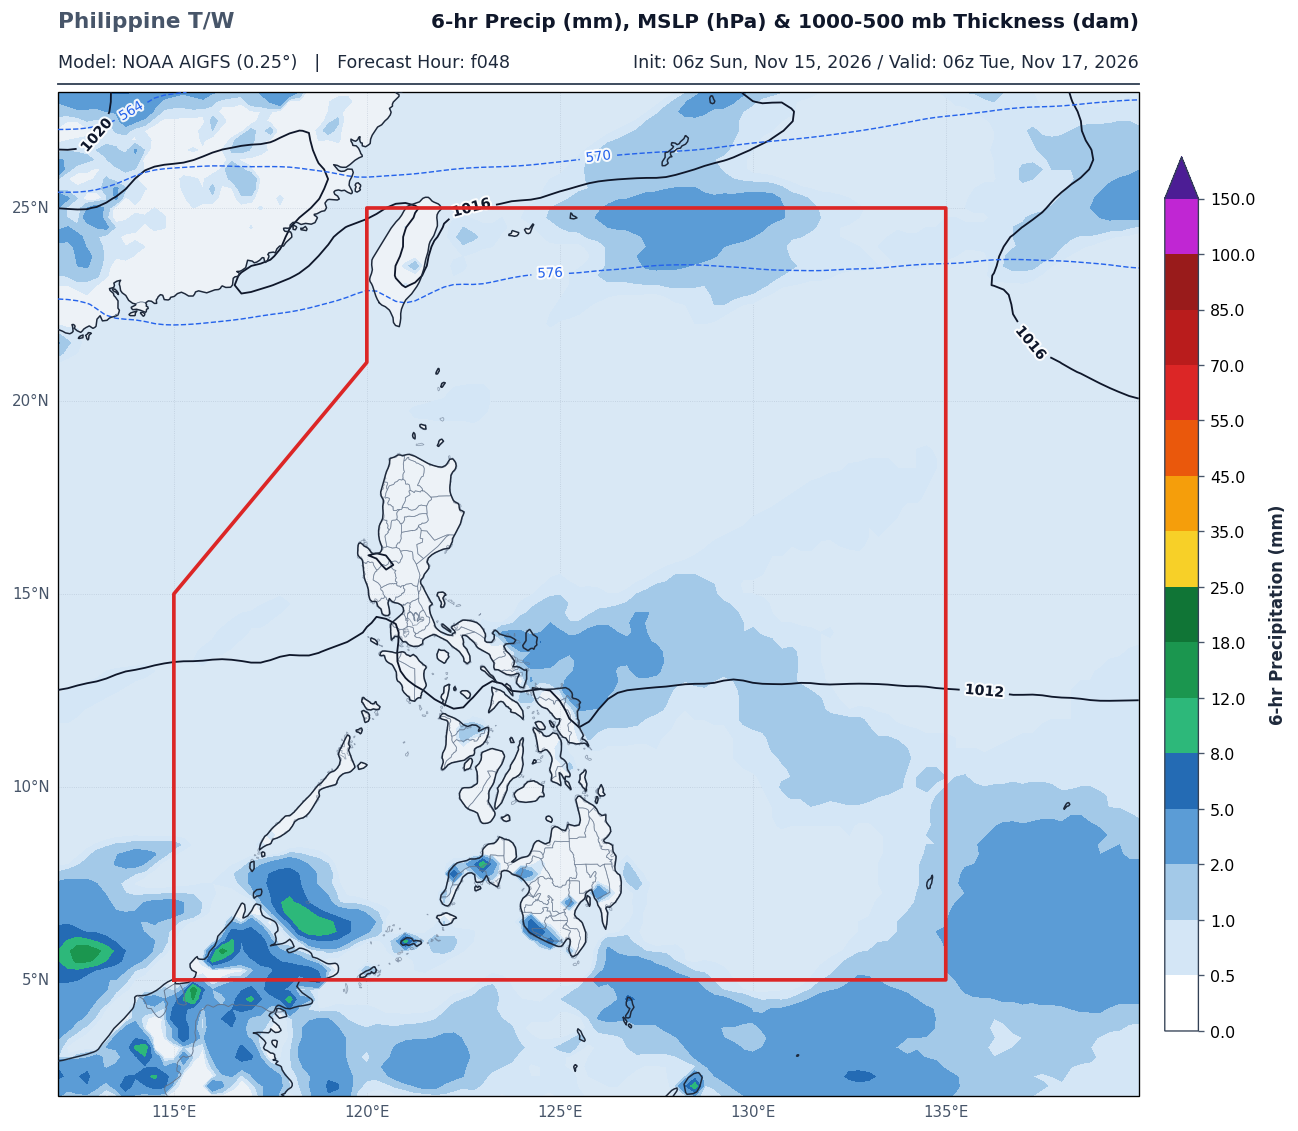 Philippine T/W
6-hr Precip (mm), MSLP (hPa) & 1000-500 mb Thickness (dam)
Model: NOAA AIGFS (0.25°) | Forecast Hour: f048
Init: 06z Sun, Nov 15, 2026 / Valid: 06z Tue, Nov 17, 2026
564
1020
570
1016
576
1016
1012
25°N
20°N
15°N
10°N
5°N
115°E
120°E
125°E
130°E
135°E
150.0
100.0
85.0
70.0
55.0
45.0
35.0
25.0
18.0
12.0
8.0
5.0
2.0
1.0
0.5
0.0
6-hr Precipitation (mm)